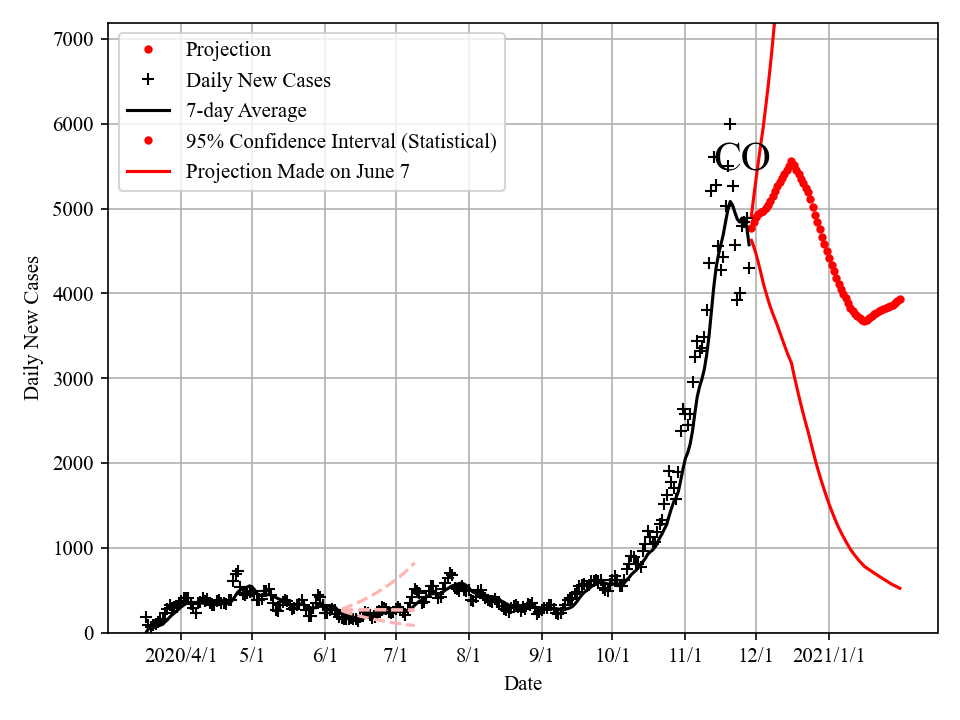 7000
6000
5000
4000
3000
2000
1000
0
Daily New Cases
Projection
Daily New Cases
7-day Average
95% Confidence Interval (Statistical)
Projection Made on June 7
CO
2020/4/1 5/1 6/1 7/1 8/1 9/1 10/1 11/1 12/1 2021/1/1
Date